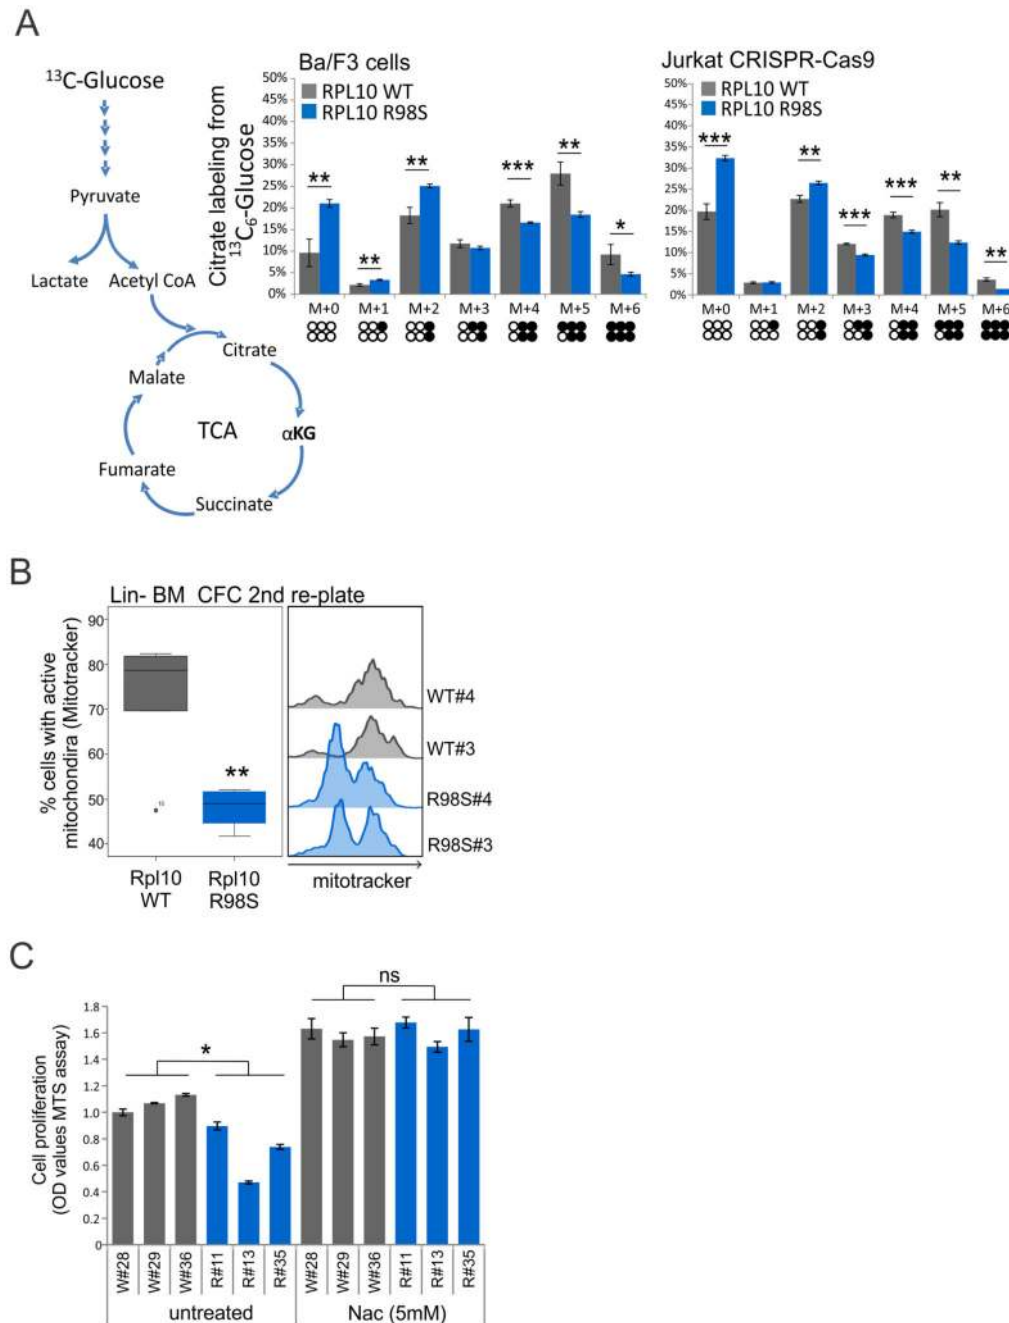 A
¹³C-Glucose
Pyruvate
Lactate
Acetyl CoA
Citrate
Malate
TCA
αKG
Fumarate
Succinate
Citrate labeling from
¹³C₆-Glucose
Ba/F3 cells
RPL10 WT
RPL10 R98S
50%
45%
40%
35%
30%
25%
20%
15%
10%
5%
0%
**
**
**
***
**
*
M+0 M+1 M+2 M+3 M+4 M+5 M+6
Jurkat CRISPR-Cas9
RPL10 WT
RPL10 R98S
50%
45%
40%
35%
30%
25%
20%
15%
10%
5%
0%
***
**
***
***
**
**
M+0 M+1 M+2 M+3 M+4 M+5 M+6
B
Lin- BM CFC 2nd re-plate
% cells with active
mitochondira (Mitotracker)
90
80
70
60
50
40
**
Rpl10
WT
Rpl10
R98S
WT#4
WT#3
R98S#4
R98S#3
mitotracker
C
Cell proliferation
(OD values MTS assay)
1.8
1.6
1.4
1.2
1.0
0.8
0.6
0.4
0.2
0
*
ns
W#28 W#29 W#36 R#11 R#13 R#35 W#28 W#29 W#36 R#11 R#13 R#35
untreated Nac (5mM)